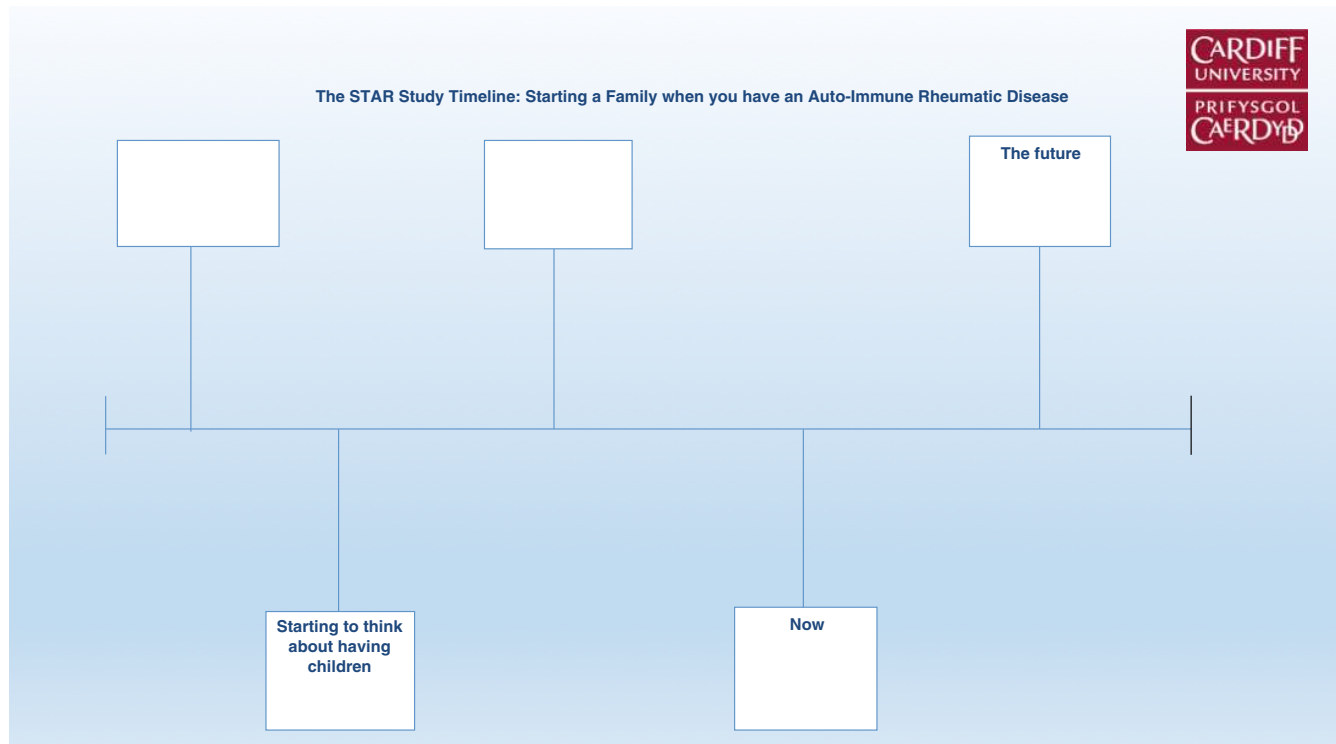 CARDIFF
UNIVERSITY
PRIFYSGOL
CAERDYDD
The STAR Study Timeline: Starting a Family when you have an Auto-Immune Rheumatic Disease
The future
Starting to think
about having
children
Now